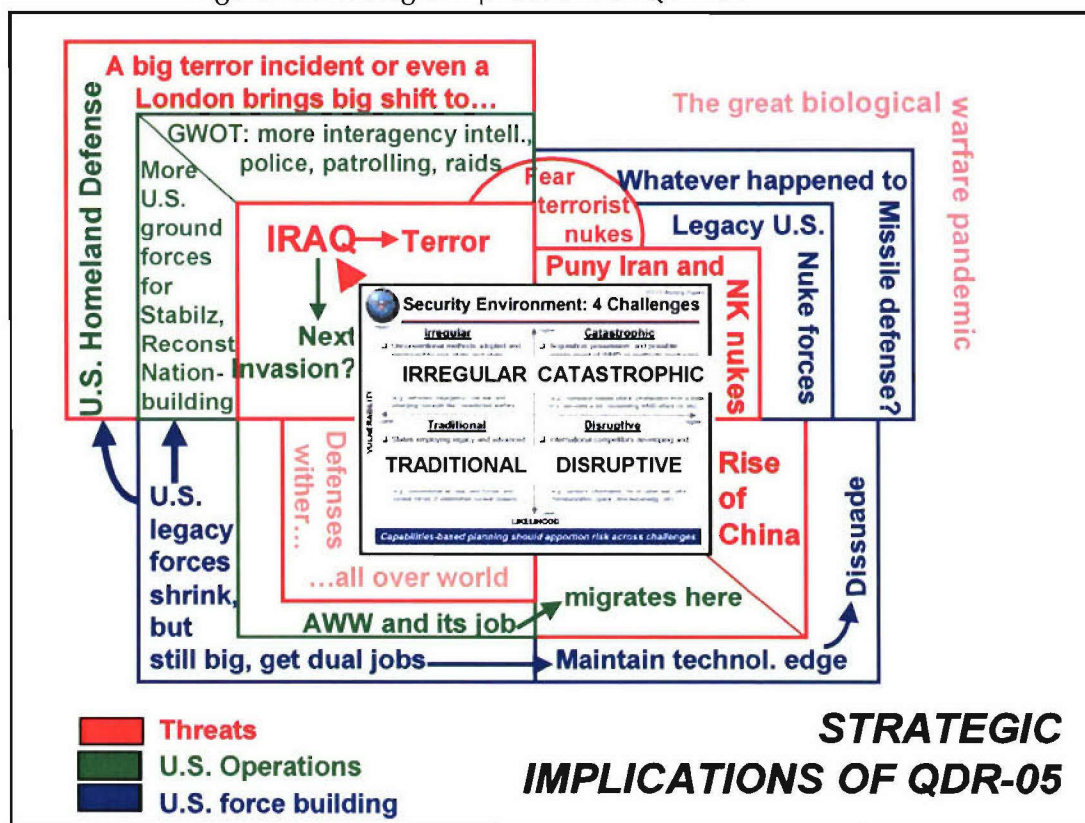 A big terror incident or even a
London brings big shift to…
U.S. Homeland Defense
GWOT: more interagency intell.,
police, patrolling, raids
More
U.S.
ground
forces
for
Stabilz,
Reconst
Nation-
building
IRAQ
Terror
Next
Invasion?
Fear
terrorist
nukes
The great biological
warfare pandemic
Whatever happened to
Missile defense?
Legacy U.S.
Nuke forces
Puny Iran and
NK nukes
Security Environment: 4 Challenges
Irregular
Catastrophic
IRREGULAR
CATASTROPHIC
VULNERABILITY
Traditional
Disruptive
TRADITIONAL
DISRUPTIVE
LIKELIHOOD
Capabilities-based planning should apportion risk across challenges
Defenses
wither…
…all over world
Rise
of
China
Dissuade
U.S.
legacy
forces
shrink,
but
still big, get dual jobs
Maintain technol. edge
AWW and its job
migrates here
Threats
U.S. Operations
U.S. force building
STRATEGIC
IMPLICATIONS OF QDR-05